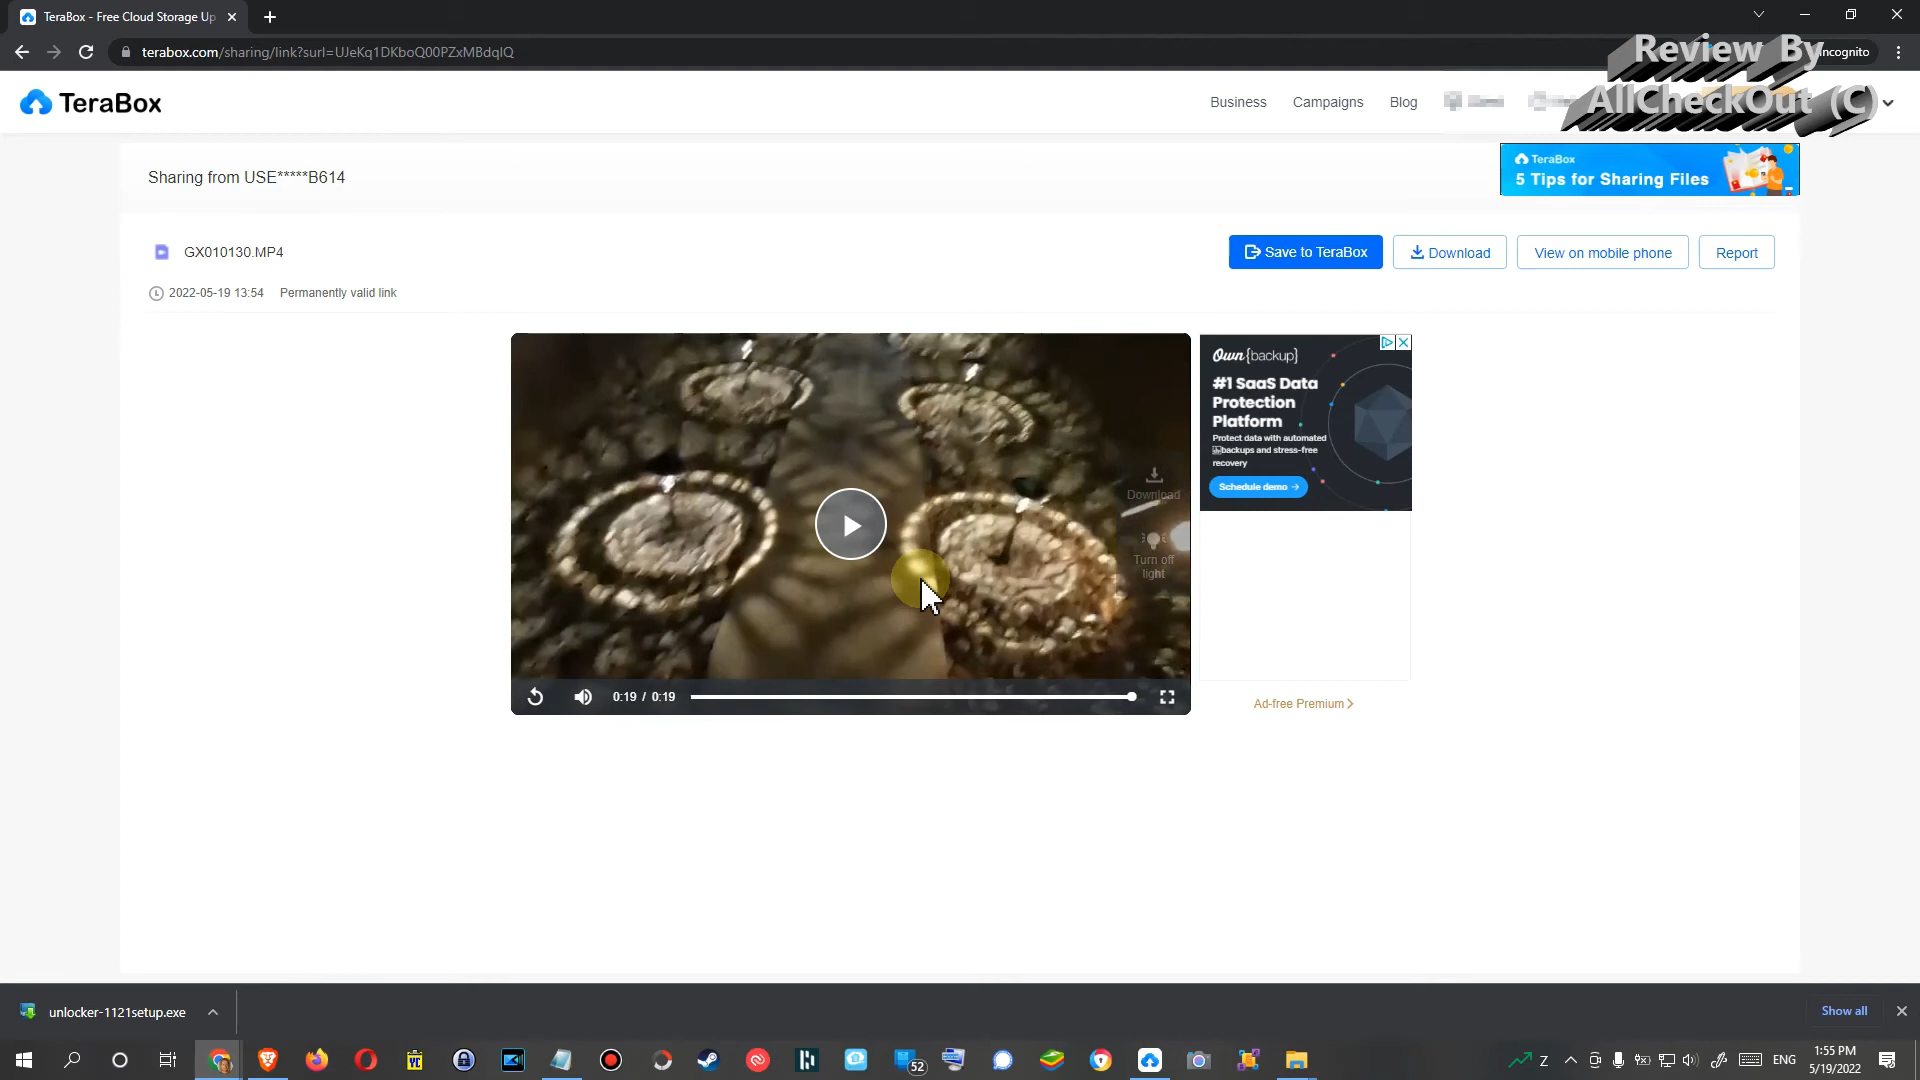 TeraBox - Free Cloud Storage Up
terabox.com/sharing/link?surl=UJeKq1DKboQ00PZxMBdqlQ
Incognito
Review By
AllCheckOut (C)
TeraBox
Business
Campaigns
Blog
Sharing from USE*****B614
TeraBox
5 Tips for Sharing Files
GX010130.MP4
Save to TeraBox
Download
View on mobile phone
Report
2022-05-19 13:54
Permanently valid link
Download
Turn off
light
0:19 / 0:19
Own{backup}
#1 SaaS Data
Protection
Platform
Protect data with automated
backups and stress-free
recovery
Schedule demo →
Ad-free Premium
unlocker-1121setup.exe
Show all
52
Z
ENG
1:55 PM
5/19/2022